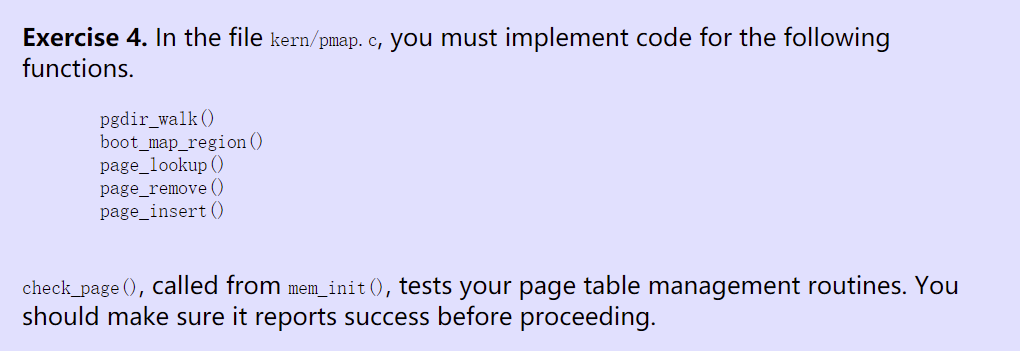 Exercise 4. In the file kern/pmap.c, you must implement code for the following
functions.
pgdir_walk()
boot_map_region()
page_lookup()
page_remove()
page_insert()
check_page(), called from mem_init(), tests your page table management routines. You
should make sure it reports success before proceeding.